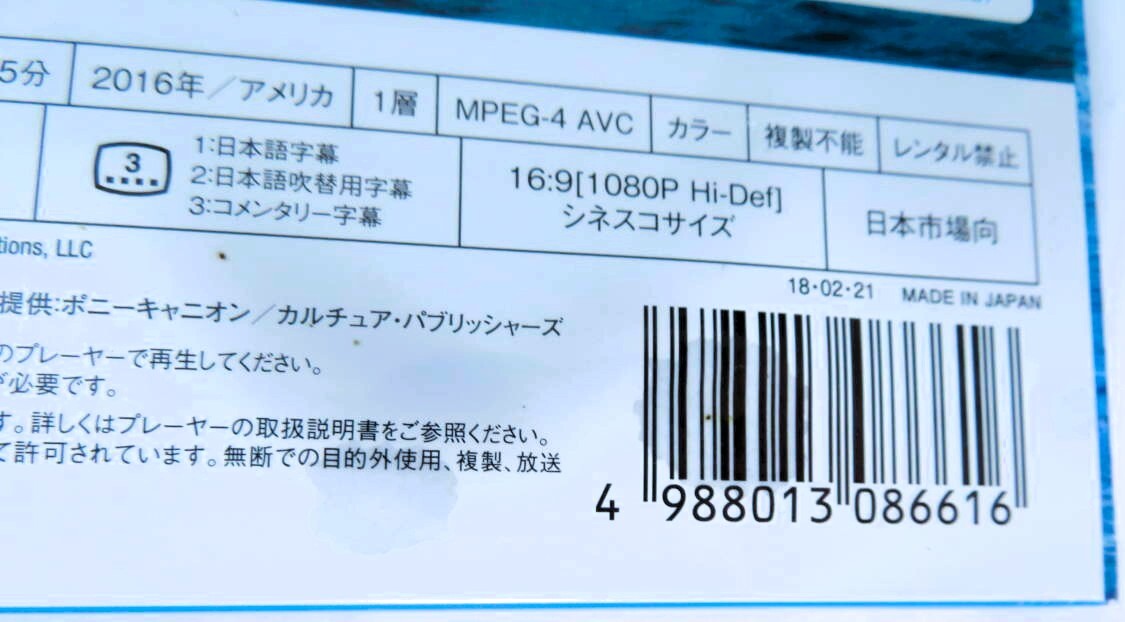 5分 2016年／アメリカ 1層 MPEG-4 AVC カラー 複製不能 レンタル禁止
3
1:日本語字幕
2:日本語吹替用字幕
3:コメンタリー字幕
16:9[1080P Hi-Def]
シネスコサイズ
日本市場向
tions, LLC
18・02・21 MADE IN JAPAN
提供:ポニーキャニオン／カルチュア・パブリッシャーズ
のプレーヤーで再生してください。
が必要です。
す。詳しくはプレーヤーの取扱説明書をご参照ください。
て許可されています。無断での目的外使用、複製、放送
4 988013 086616